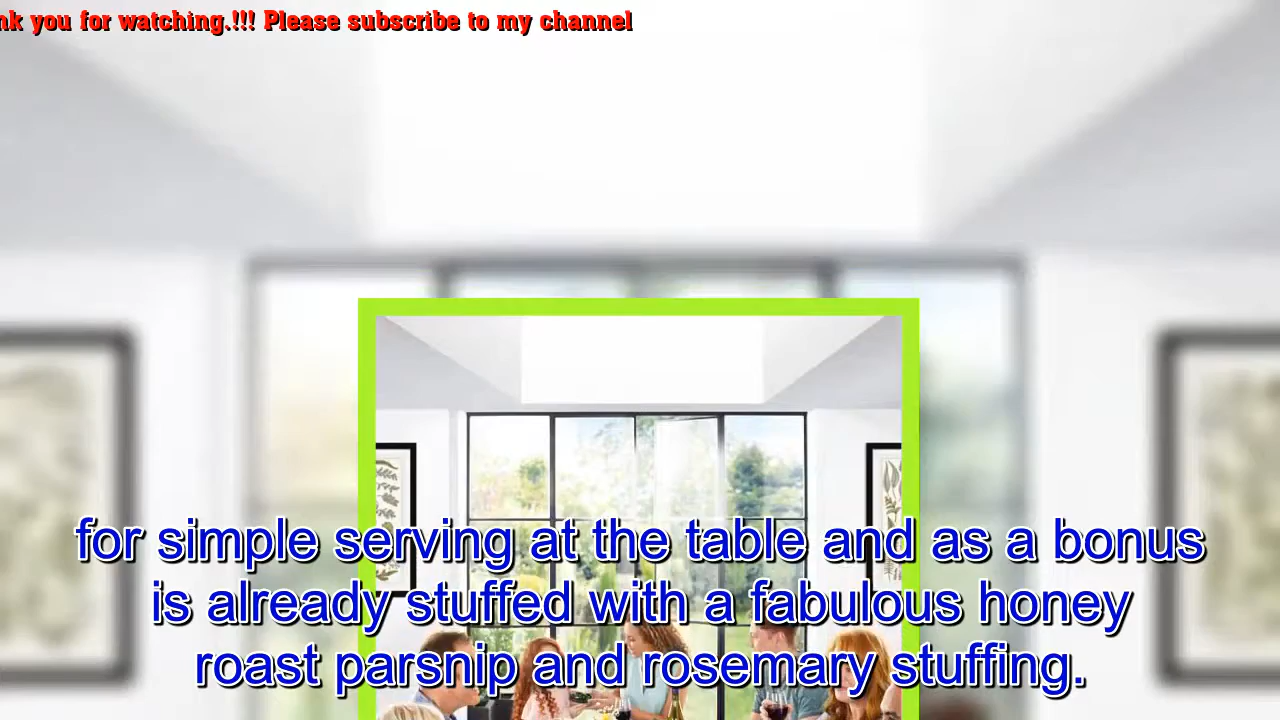 nk you for watching.!!! Please subscribe to my channel
for simple serving at the table and as a bonus
is already stuffed with a fabulous honey
roast parsnip and rosemary stuffing.